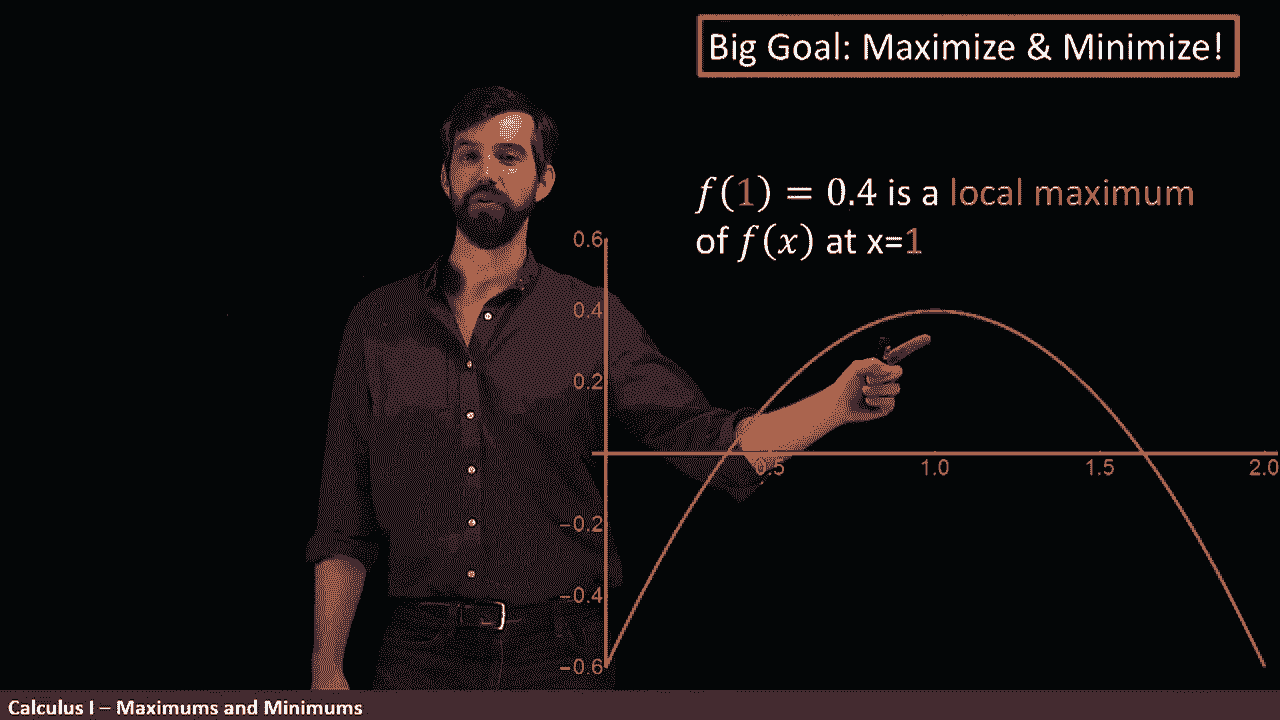 Big Goal: Maximize & Minimize!
f(1) = 0.4 is a local maximum
of f(x) at x=1
0.6
0.4
0.2
0.5
1.0
1.5
2.0
−0.2
−0.4
−0.6
Calculus I – Maximums and Minimums